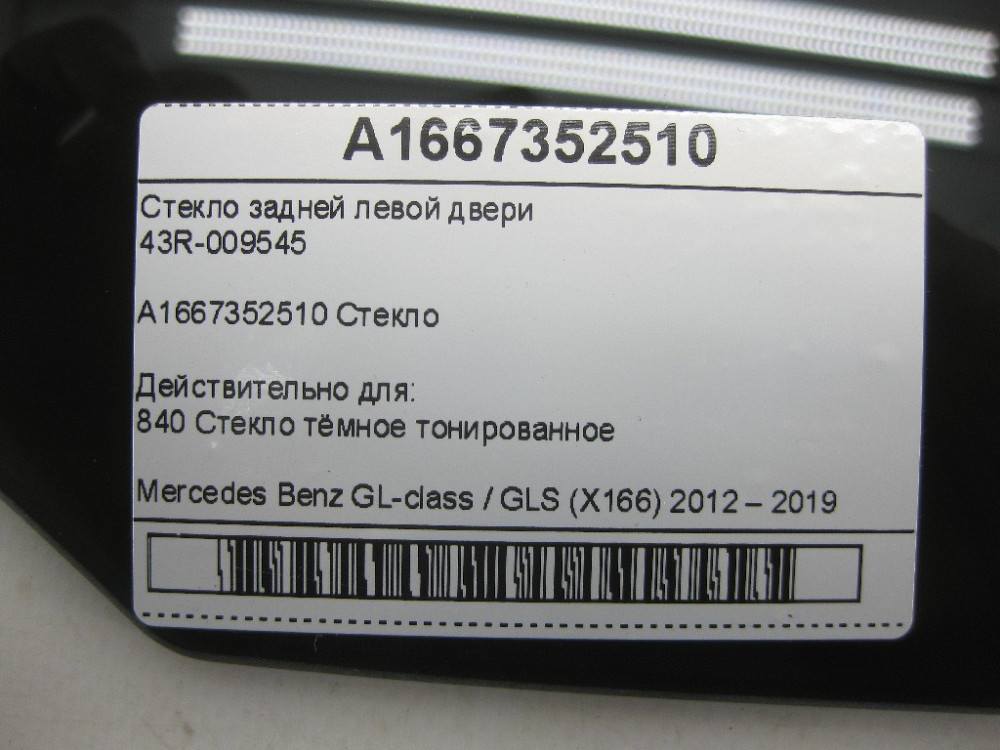 A1667352510
Стекло задней левой двери
43R-009545
A1667352510 Стекло
Действительно для:
840 Стекло тёмное тонированное
Mercedes Benz GL-class / GLS (X166) 2012 – 2019